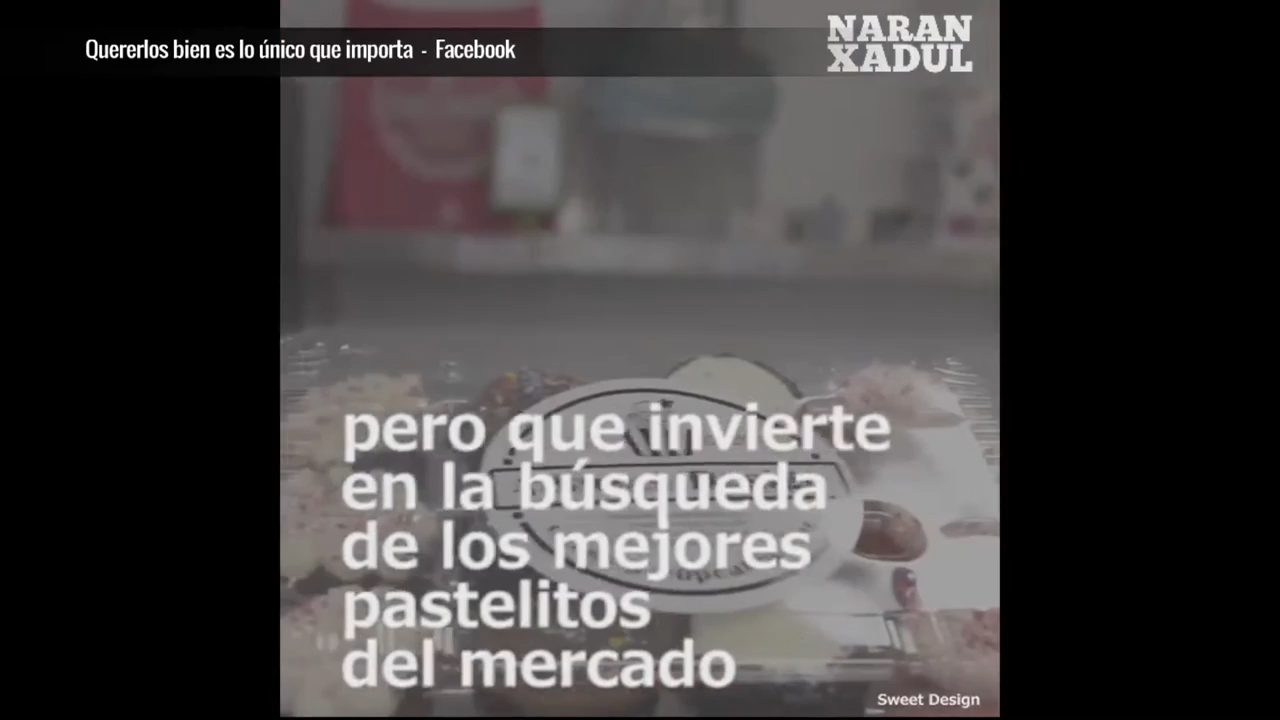 Quererlos bien es lo único que importa - Facebook
NARAN
XADUL
pero que invierte
en la búsqueda
de los mejores
pastelitos
del mercado
Sweet Design